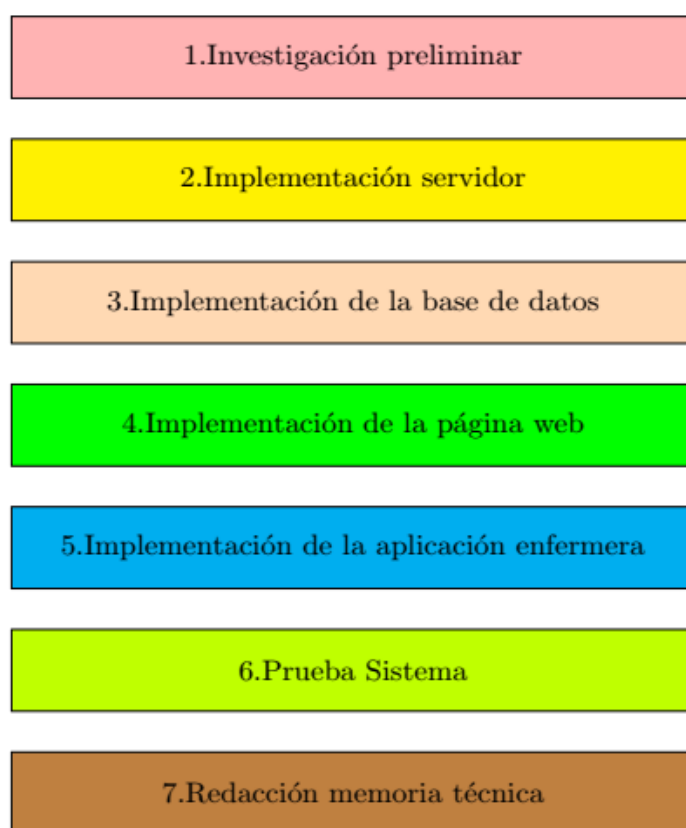 1.Investigación preliminar
2.Implementación servidor
3.Implementación de la base de datos
4.Implementación de la página web
5.Implementación de la aplicación enfermera
6.Prueba Sistema
7.Redacción memoria técnica